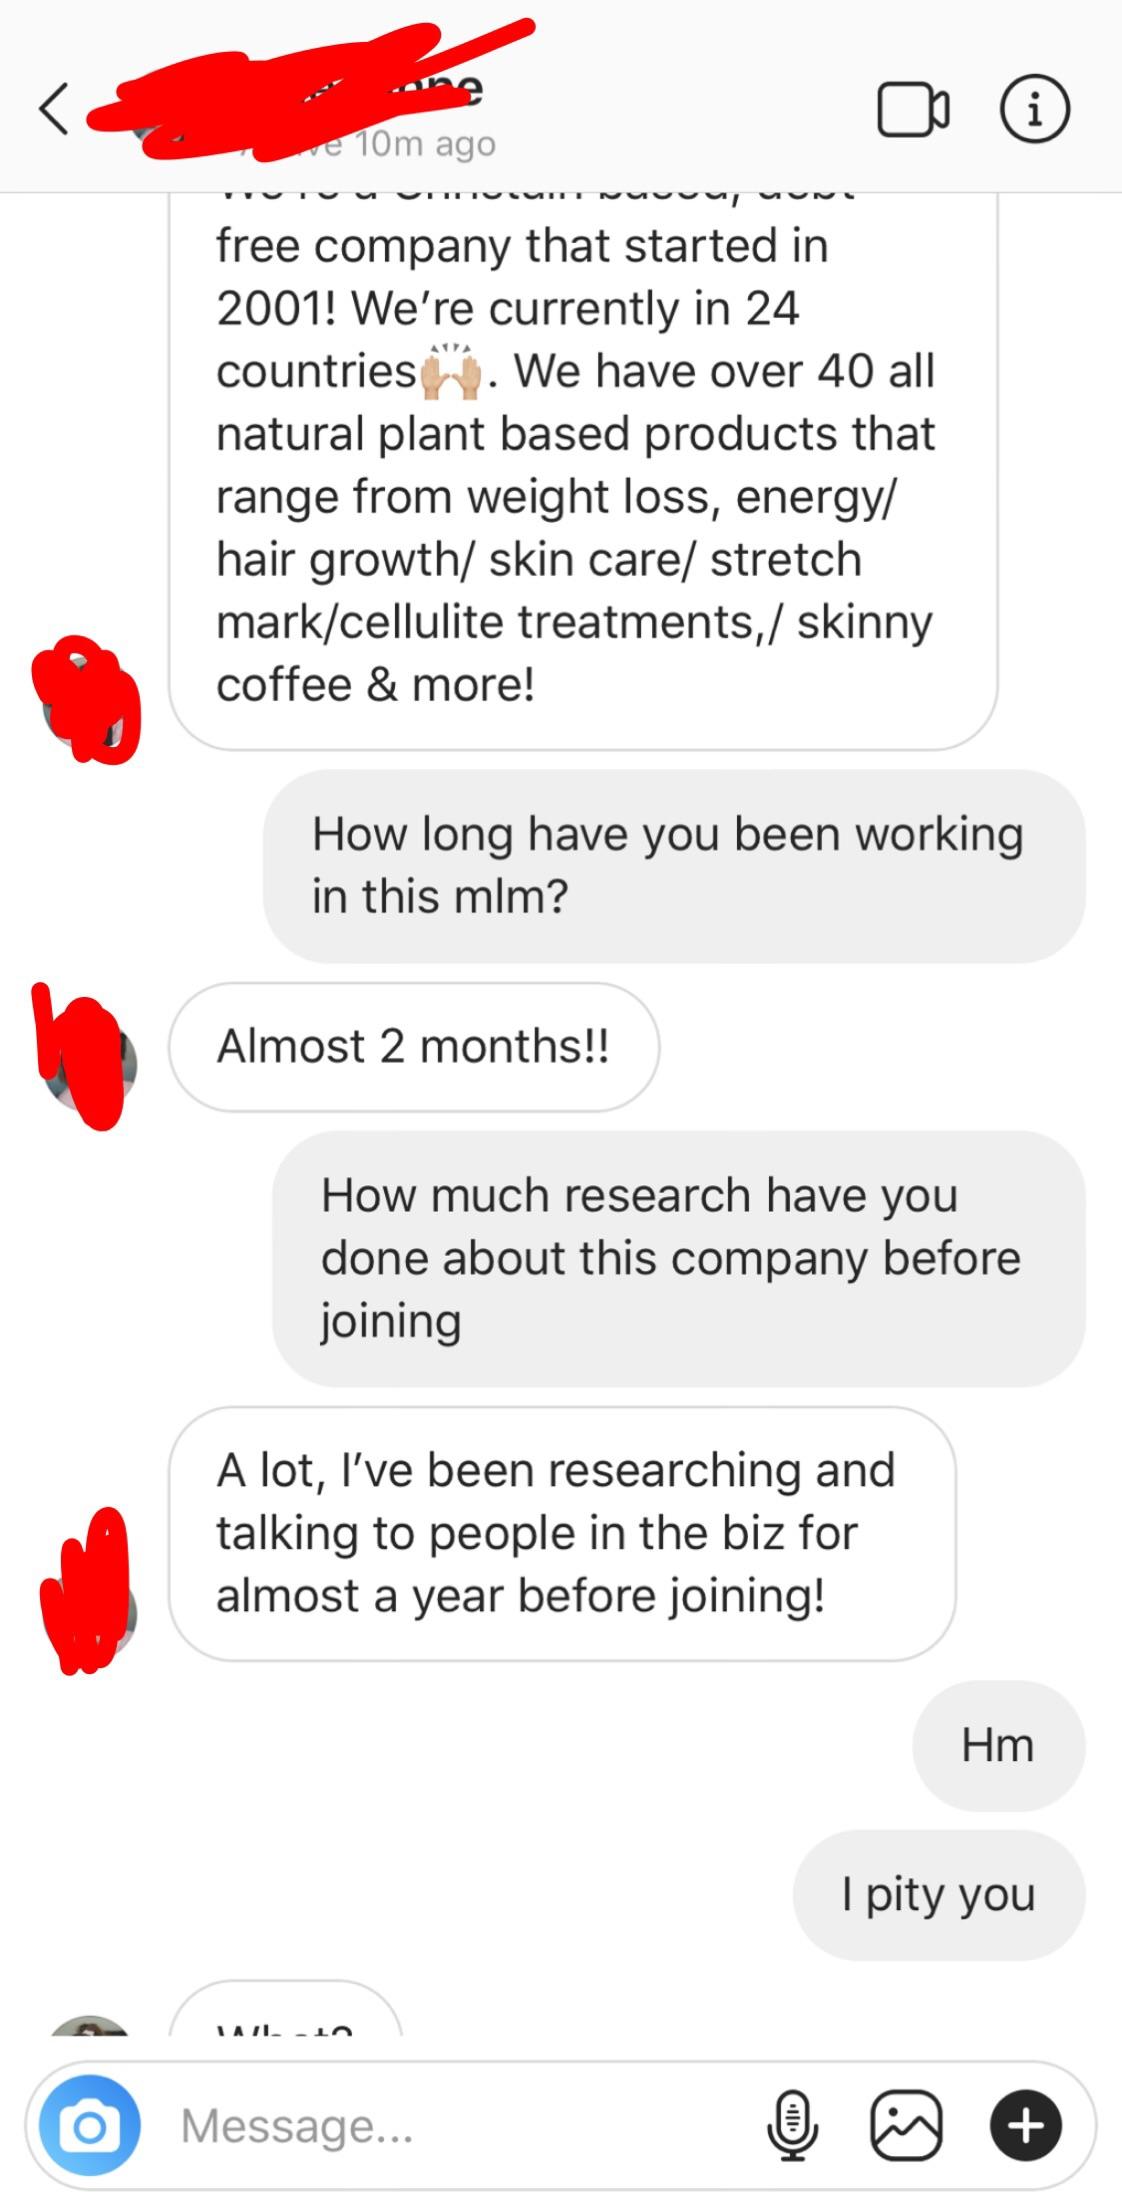 10m ago
free company that started in
2001! We're currently in 24
countries🙌🏼. We have over 40 all
natural plant based products that
range from weight loss, energy/
hair growth/ skin care/ stretch
mark/cellulite treatments,/ skinny
coffee & more!
How long have you been working
in this mlm?
Almost 2 months!!
How much research have you
done about this company before
joining
A lot, I've been researching and
talking to people in the biz for
almost a year before joining!
Hm
I pity you
What?
Message...